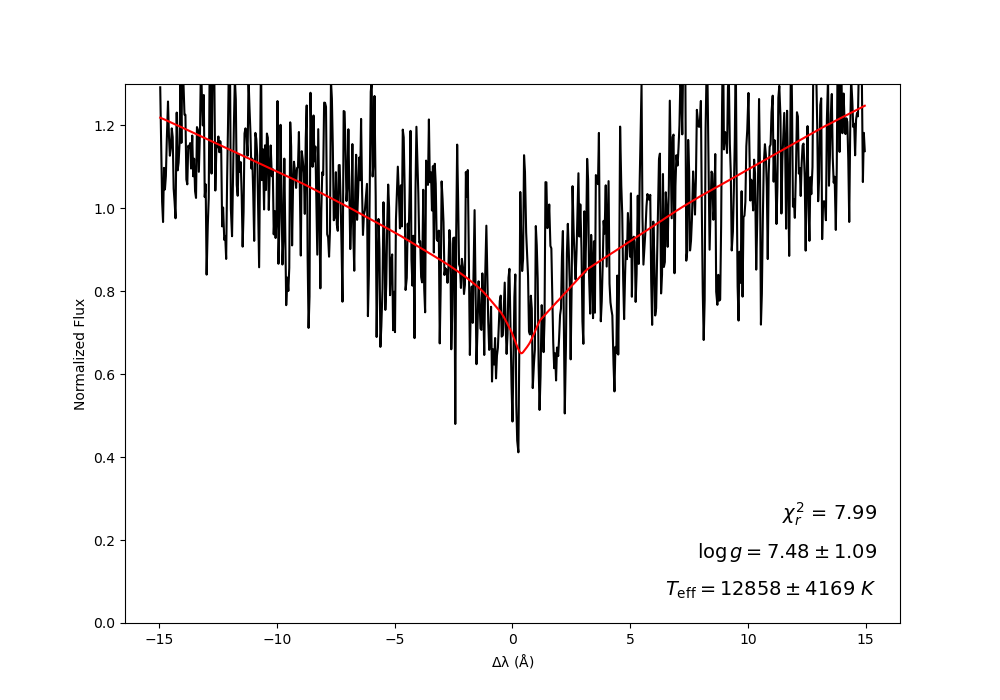 1.2
1.0
0.8
0.6
0.4
0.2
0.0
Normalized Flux
χ²ᵣ = 7.99
log g = 7.48 ± 1.09
T_eff = 12858 ± 4169 K
−15 −10 −5 0 5 10 15
Δλ (Å)